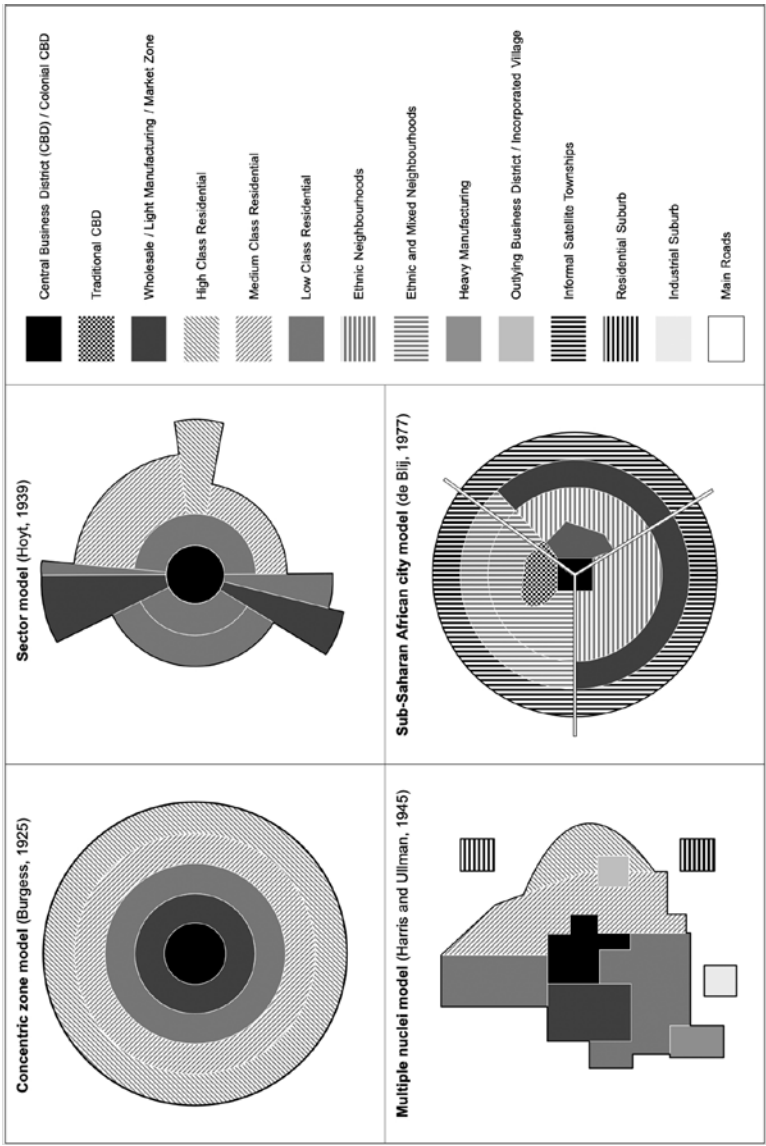 Concentric zone model (Burgess, 1925)
Sector model (Hoyt, 1939)
Multiple nuclei model (Harris and Ullman, 1945)
Sub-Saharan African city model (de Blij, 1977)
Central Business District (CBD) / Colonial CBD
Traditional CBD
Wholesale / Light Manufacturing / Market Zone
High Class Residential
Medium Class Residential
Low Class Residential
Ethnic Neighbourhoods
Ethnic and Mixed Neighbourhoods
Heavy Manufacturing
Outlying Business District / Incorporated Village
Informal Satellite Townships
Residential Suburb
Industrial Suburb
Main Roads